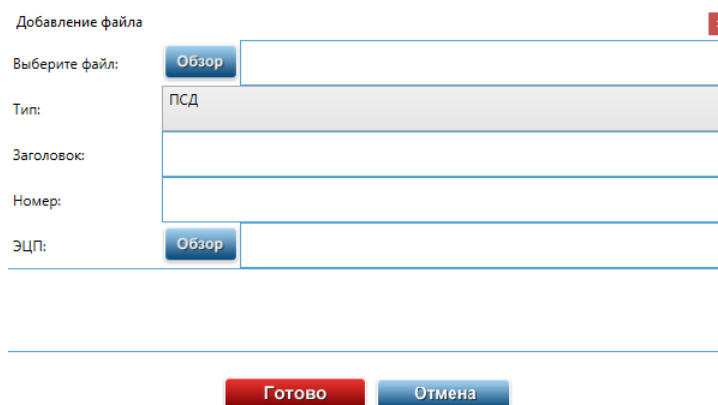 Добавление файла
Выберите файл: Обзор
Тип: ПСД
Заголовок:
Номер:
ЭЦП: Обзор
Готово Отмена